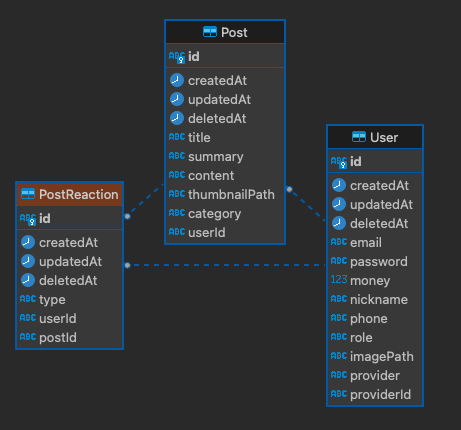 Post
ABC id
createdAt
updatedAt
deletedAt
ABC title
ABC summary
ABC content
ABC thumbnailPath
ABC category
ABC userId
User
ABC id
createdAt
updatedAt
deletedAt
ABC email
ABC password
123 money
ABC nickname
ABC phone
ABC role
ABC imagePath
ABC provider
ABC providerId
PostReaction
ABC id
createdAt
updatedAt
deletedAt
ABC type
ABC userId
ABC postId